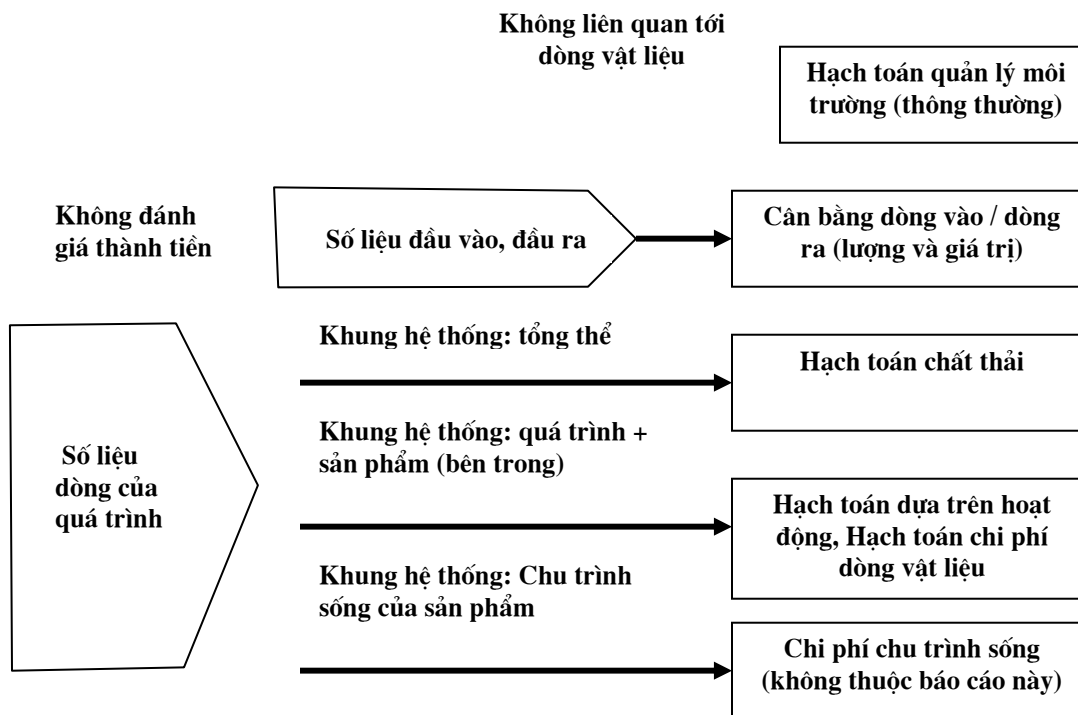 Không liên quan tới
dòng vật liệu
Hạch toán quản lý môi
trường (thông thường)
Không đánh
giá thành tiền
Số liệu đầu vào, đầu ra
Cân bằng dòng vào / dòng
ra (lượng và giá trị)
Khung hệ thống: tổng thể
Hạch toán chất thải
Số liệu
dòng của
quá trình
Khung hệ thống: quá trình +
sản phẩm (bên trong)
Hạch toán dựa trên hoạt
động, Hạch toán chi phí
dòng vật liệu
Khung hệ thống: Chu trình
sống của sản phẩm
Chi phí chu trình sống
(không thuộc báo cáo này)